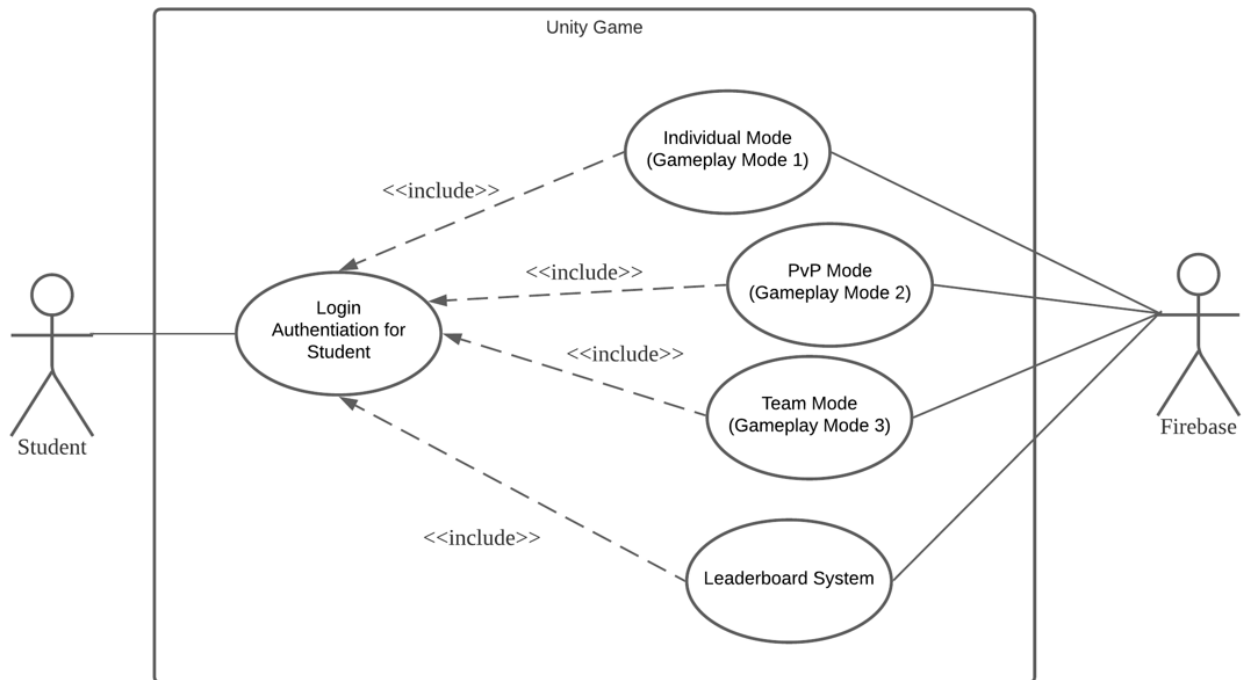 Unity Game
Individual Mode
(Gameplay Mode 1)
<<include>>
<<include>>
PvP Mode
(Gameplay Mode 2)
Login
Authentiation for
Student
<<include>>
Team Mode
(Gameplay Mode 3)
Student
Firebase
<<include>>
Leaderboard System